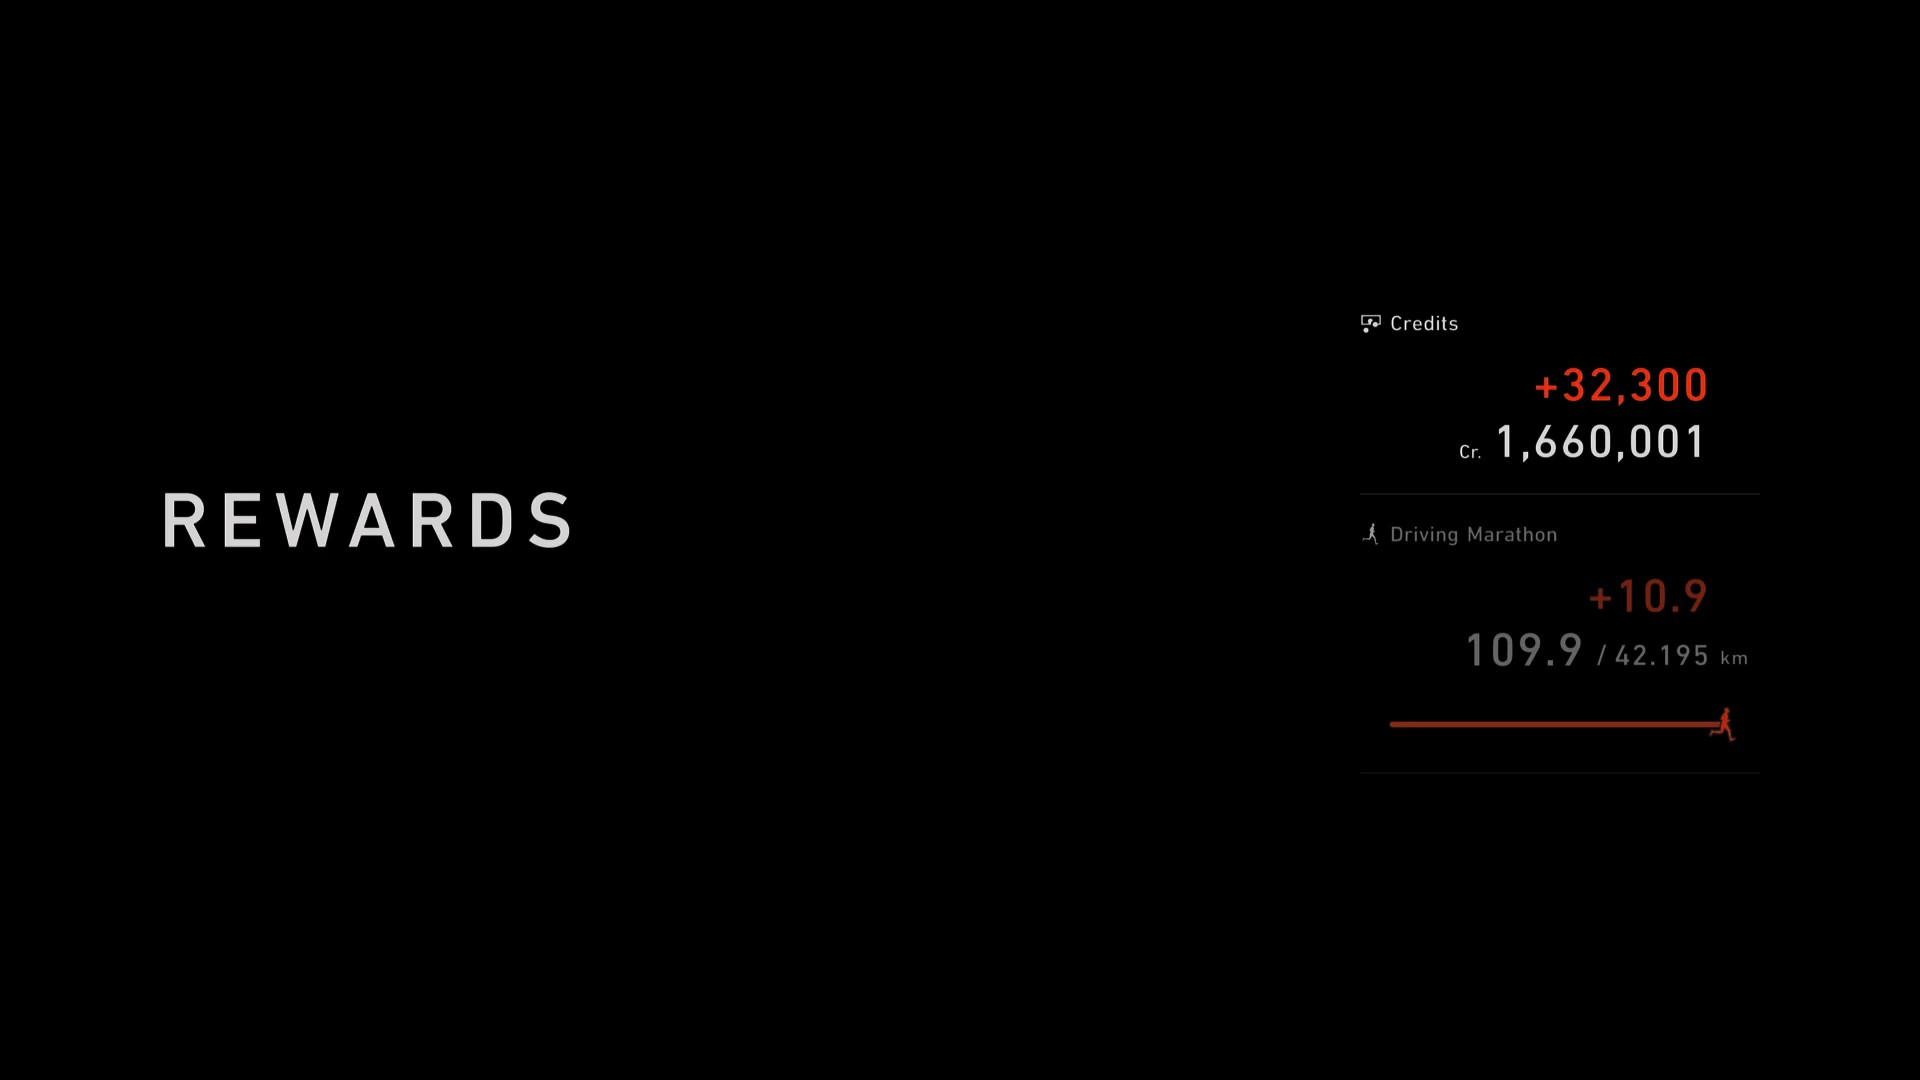 REWARDS
Credits
+32,300
Cr. 1,660,001
Driving Marathon
+10.9
109.9 / 42.195 km